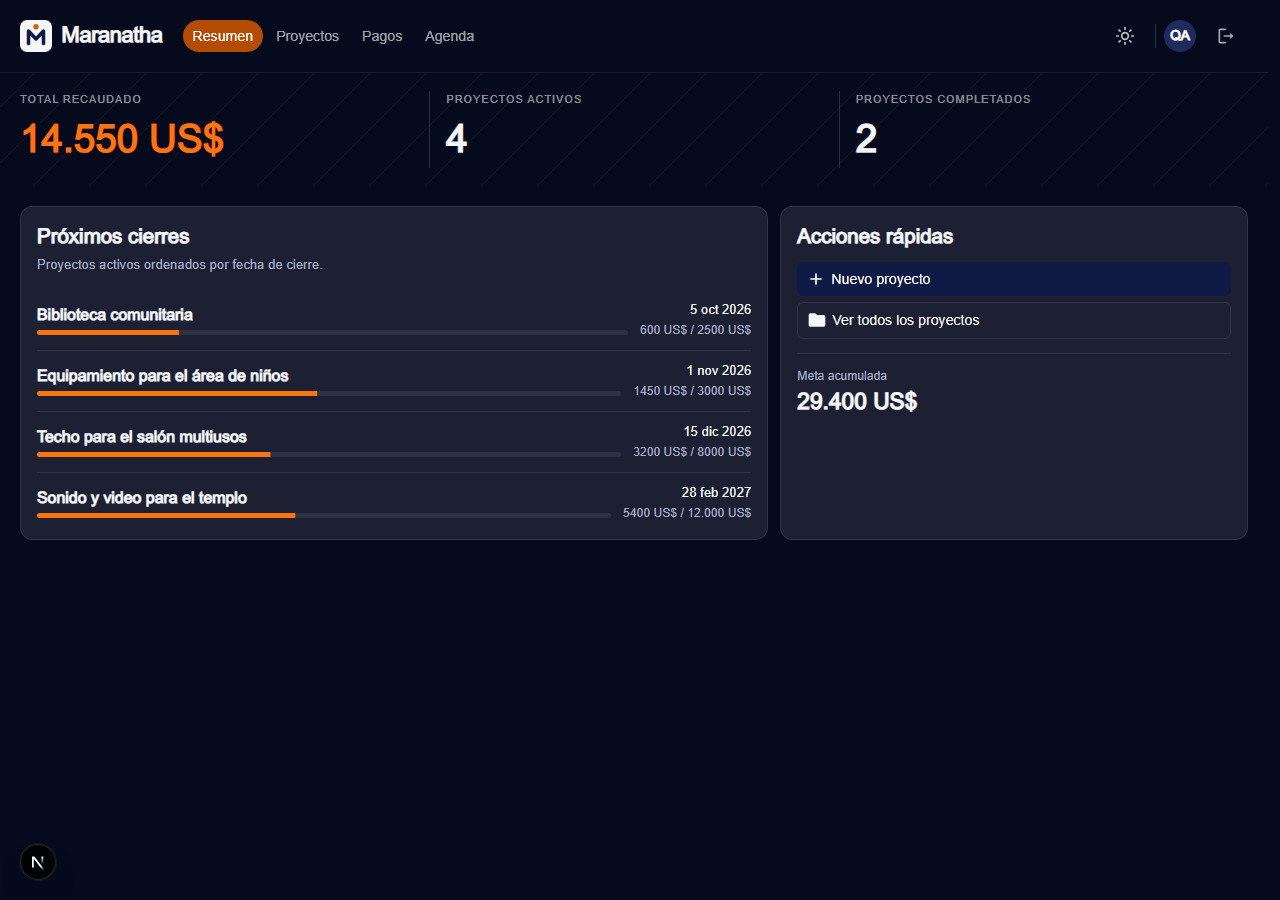 Maranatha
Resumen
Proyectos
Pagos
Agenda
QA
TOTAL RECAUDADO
14.550 US$
PROYECTOS ACTIVOS
4
PROYECTOS COMPLETADOS
2
Próximos cierres
Proyectos activos ordenados por fecha de cierre.
Biblioteca comunitaria
5 oct 2026
600 US$ / 2500 US$
Equipamiento para el área de niños
1 nov 2026
1450 US$ / 3000 US$
Techo para el salón multiusos
15 dic 2026
3200 US$ / 8000 US$
Sonido y video para el templo
28 feb 2027
5400 US$ / 12.000 US$
Acciones rápidas
Nuevo proyecto
Ver todos los proyectos
Meta acumulada
29.400 US$
N